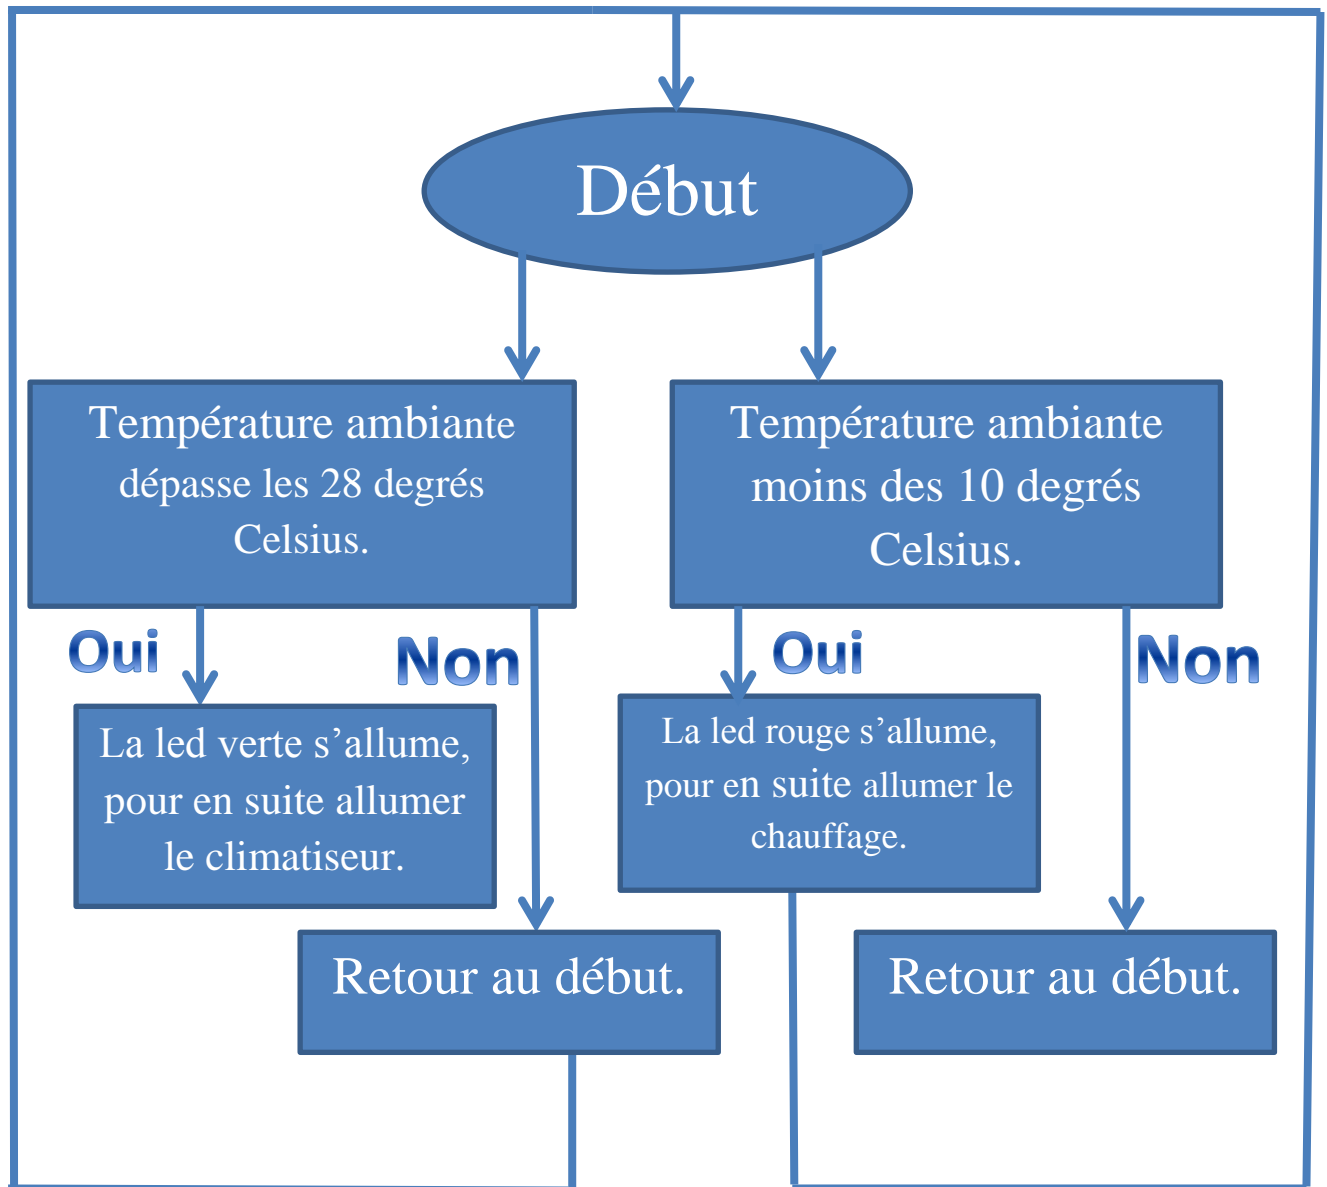 Début
Température ambiante
dépasse les 28 degrés
Celsius.
Température ambiante
moins des 10 degrés
Celsius.
Oui
Non
Oui
Non
La led verte s’allume,
pour en suite allumer
le climatiseur.
La led rouge s’allume,
pour en suite allumer le
chauffage.
Retour au début.
Retour au début.